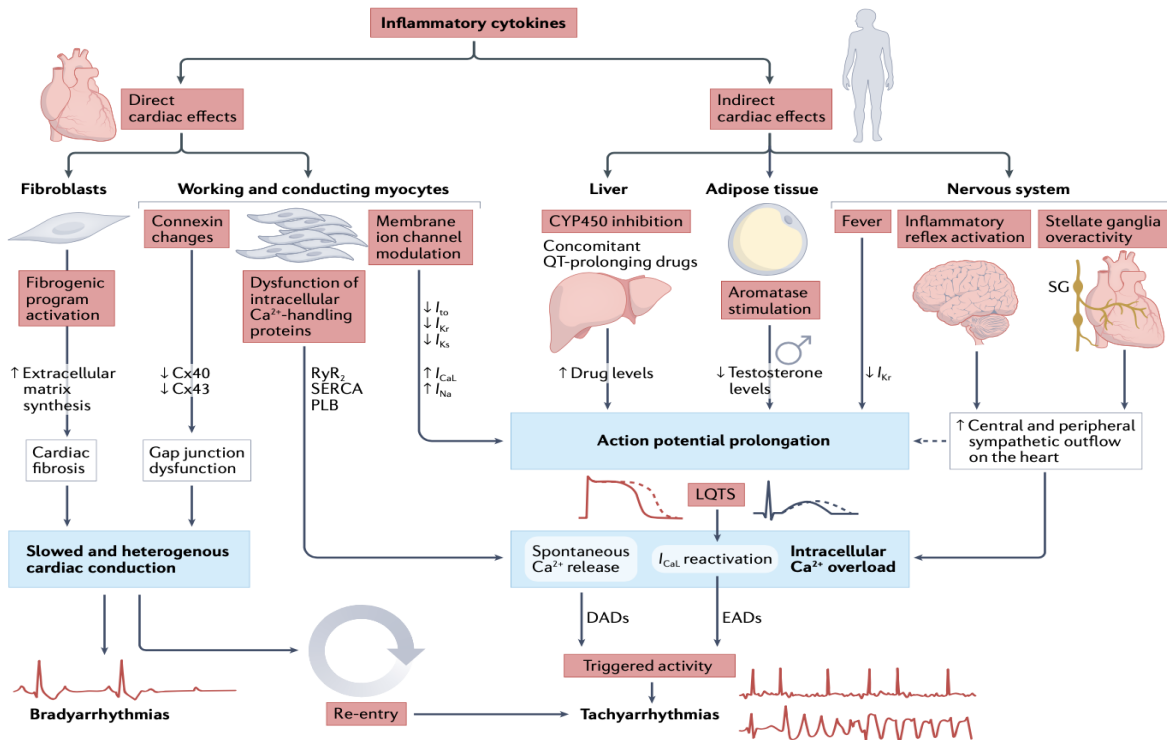 Inflammatory cytokines
Direct
cardiac effects
Indirect
cardiac effects
Fibroblasts
Working and conducting myocytes
Liver
Adipose tissue
Nervous system
Connexin
changes
Membrane
ion channel
modulation
CYP450 inhibition
Concomitant
QT-prolonging drugs
Fever
Inflammatory
reflex activation
Stellate ganglia
overactivity
Fibrogenic
program
activation
Dysfunction of
intracellular
Ca²⁺-handling
proteins
Aromatase
stimulation
SG
↓ Ito
↓ IKr
↓ IKs
↑ ICaL
↑ INa
↑ Extracellular
matrix
synthesis
↓ Cx40
↓ Cx43
RyR₂
SERCA
PLB
↑ Drug levels
↓ Testosterone
levels
↓ IKr
Cardiac
fibrosis
Gap junction
dysfunction
Action potential prolongation
↑ Central and peripheral
sympathetic outflow
on the heart
LQTS
Slowed and heterogenous
cardiac conduction
Spontaneous
Ca²⁺ release
ICaL reactivation
Intracellular
Ca²⁺ overload
DADs
EADs
Triggered activity
Bradyarrhythmias
Re-entry
Tachyarrhythmias